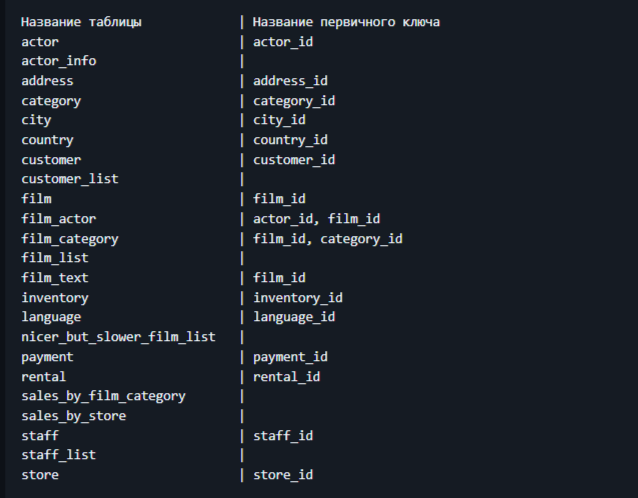 Название таблицы | Название первичного ключа
actor | actor_id
actor_info |
address | address_id
category | category_id
city | city_id
country | country_id
customer | customer_id
customer_list |
film | film_id
film_actor | actor_id, film_id
film_category | film_id, category_id
film_list |
film_text | film_id
inventory | inventory_id
language | language_id
nicer_but_slower_film_list |
payment | payment_id
rental | rental_id
sales_by_film_category |
sales_by_store |
staff | staff_id
staff_list |
store | store_id